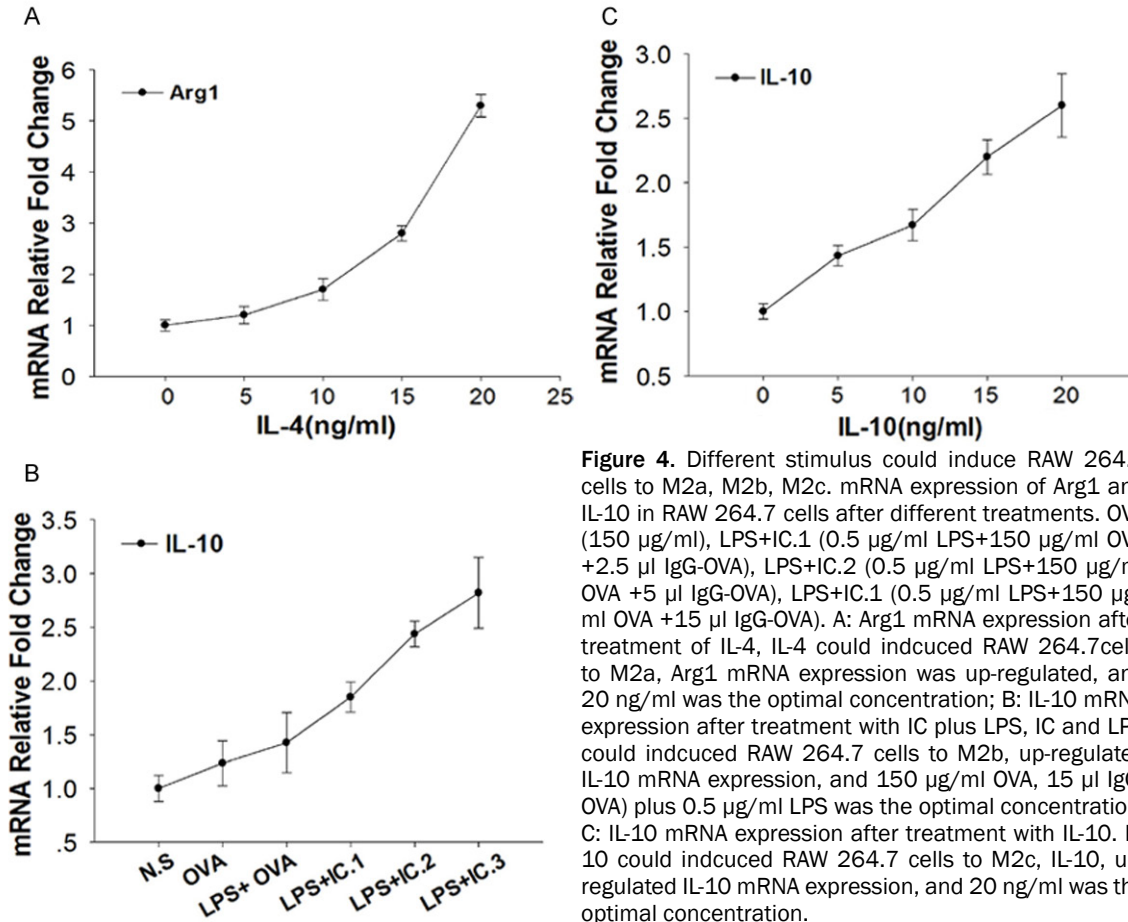 A
6
5
4
3
2
1
0
mRNA Relative Fold Change
Arg1
0 5 10 15 20 25
IL-4(ng/ml)
C
3.0
2.5
2.0
1.5
1.0
0.5
mRNA Relative Fold Change
IL-10
0 5 10 15 20
IL-10(ng/ml)
B
3.5
3.0
2.5
2.0
1.5
1.0
.5
mRNA Relative Fold Change
IL-10
N.S OVA LPS+ OVA LPS+IC.1 LPS+IC.2 LPS+IC.3
Figure 4. Different stimulus could induce RAW 264.
cells to M2a, M2b, M2c. mRNA expression of Arg1 an
IL-10 in RAW 264.7 cells after different treatments. OV
(150 µg/ml), LPS+IC.1 (0.5 µg/ml LPS+150 µg/ml OV
+2.5 µl IgG-OVA), LPS+IC.2 (0.5 µg/ml LPS+150 µg/m
OVA +5 µl IgG-OVA), LPS+IC.1 (0.5 µg/ml LPS+150 µg
ml OVA +15 µl IgG-OVA). A: Arg1 mRNA expression afte
treatment of IL-4, IL-4 could indcuced RAW 264.7cell
to M2a, Arg1 mRNA expression was up-regulated, an
20 ng/ml was the optimal concentration; B: IL-10 mRN
expression after treatment with IC plus LPS, IC and LP
could indcuced RAW 264.7 cells to M2b, up-regulate
IL-10 mRNA expression, and 150 µg/ml OVA, 15 µl IgG
OVA) plus 0.5 µg/ml LPS was the optimal concentratio
C: IL-10 mRNA expression after treatment with IL-10. I
10 could indcuced RAW 264.7 cells to M2c, IL-10, u
regulated IL-10 mRNA expression, and 20 ng/ml was th
optimal concentration.